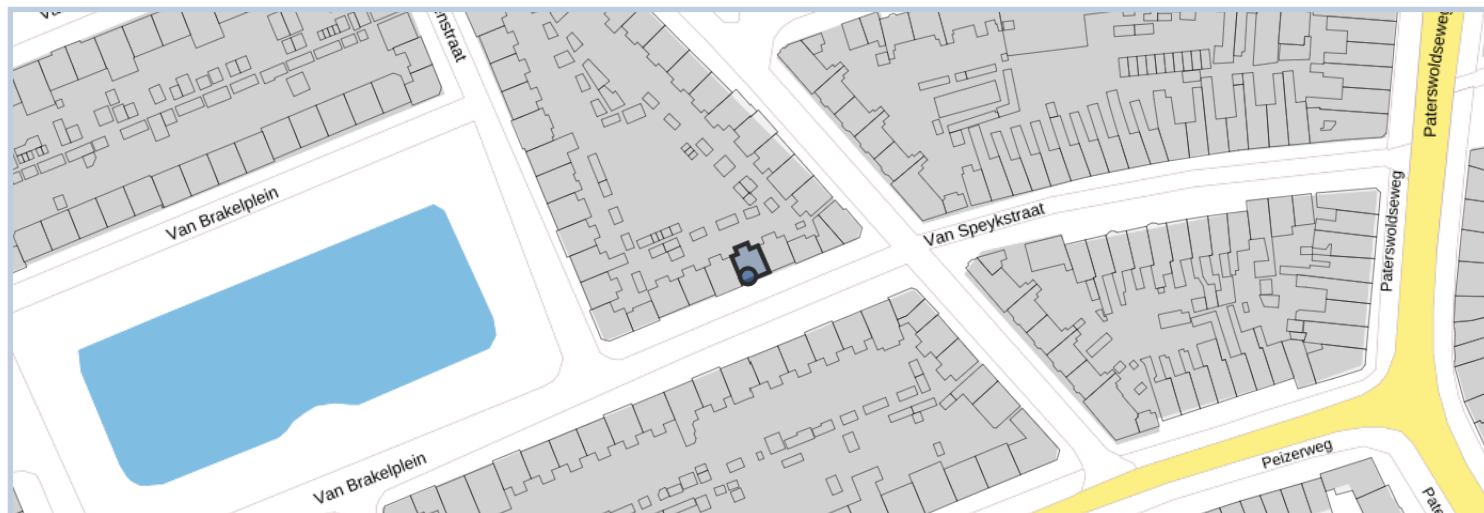 Paterswoldseweg
Van Brakelplein
Van Speykstraat
Paterswoldseweg
Van Brakelplein
Peizerweg